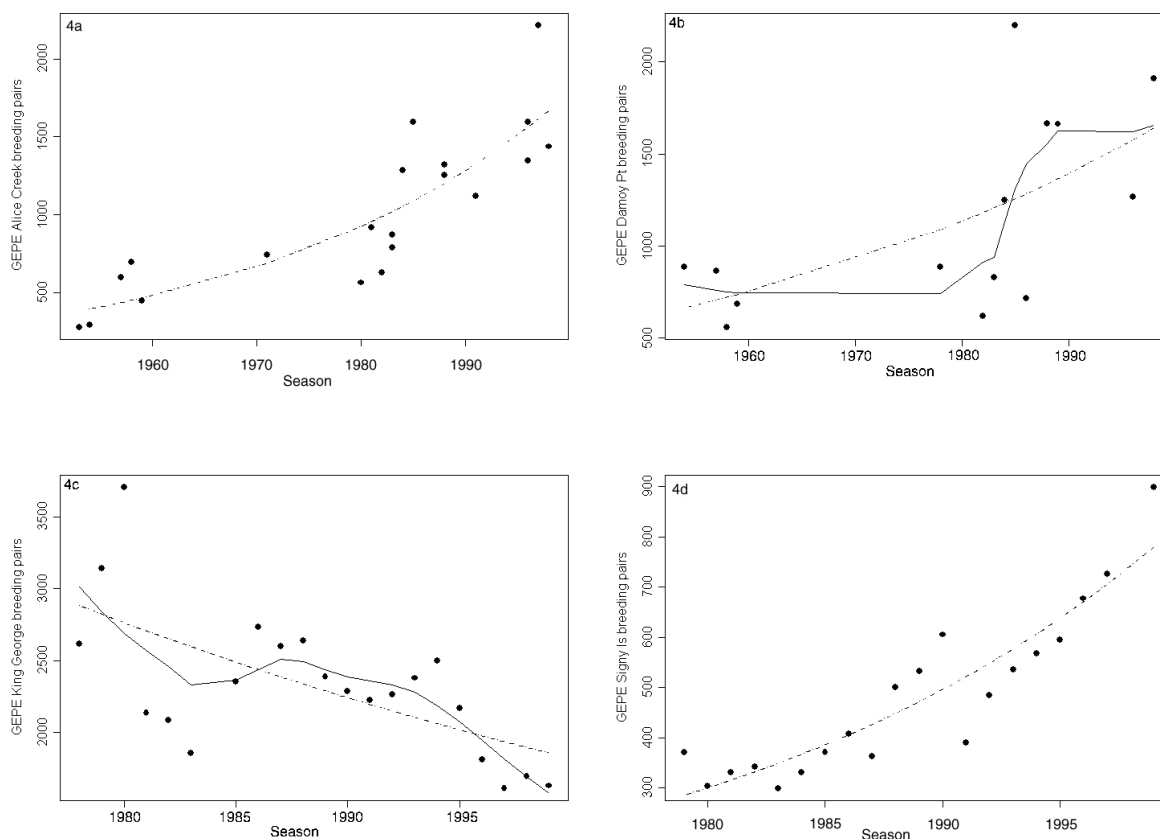 4a
GEPE Alice Creek breeding pairs
2000
1500
1000
500
1960
1970
1980
1990
Season
4b
GEPE Damoy Pt breeding pairs
2000
1500
1000
500
1960
1970
1980
1990
Season
4c
GEPE King George breeding pairs
3500
3000
2500
2000
1980
1985
1990
1995
Season
4d
GEPE Signy Is breeding pairs
900
800
700
600
500
400
300
1980
1985
1990
1995
Season